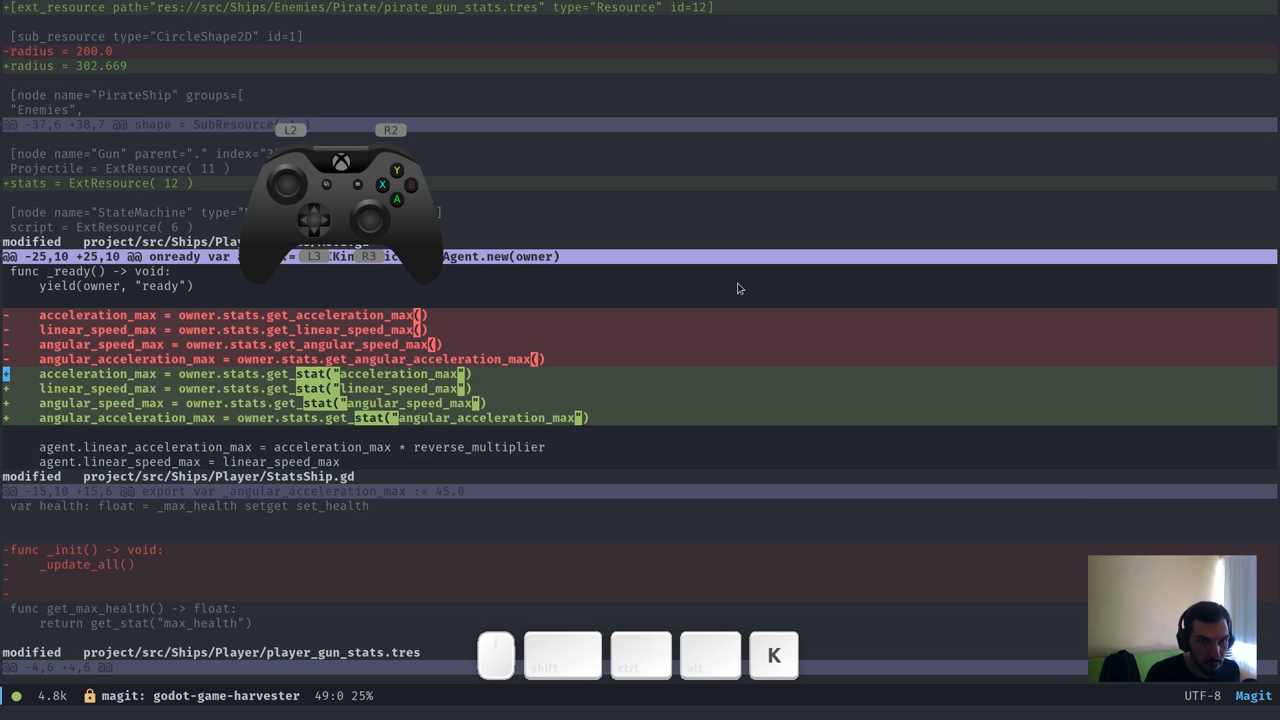 +[ext_resource path="res://src/Ships/Enemies/Pirate/pirate_gun_stats.tres" type="Resource" id=12]
[sub_resource type="CircleShape2D" id=1]
-radius = 200.0
+radius = 302.669
[node name="PirateShip" groups=[
"Enemies",
@@ -37,6 +38,7 @@ shape = SubResource( )
L2 R2
[node name="Gun" parent="." index="3
Projectile = ExtResource( 11 )
+stats = ExtResource( 12 )
Y
X B
A
[node name="StateMachine" type=" ]
script = ExtResource( 6 )
modified project/src/Ships/Play
@@ -25,10 +25,10 @@ onready var := L3 Kin R3 ic Agent.new(owner)
func _ready() -> void:
yield(owner, "ready")
- acceleration_max = owner.stats.get_acceleration_max()
- linear_speed_max = owner.stats.get_linear_speed_max()
- angular_speed_max = owner.stats.get_angular_speed_max()
- angular_acceleration_max = owner.stats.get_angular_acceleration_max()
+ acceleration_max = owner.stats.get_stat("acceleration_max")
+ linear_speed_max = owner.stats.get_stat("linear_speed_max")
+ angular_speed_max = owner.stats.get_stat("angular_speed_max")
+ angular_acceleration_max = owner.stats.get_stat("angular_acceleration_max")
agent.linear_acceleration_max = acceleration_max * reverse_multiplier
agent.linear_speed_max = linear_speed_max
modified project/src/Ships/Player/StatsShip.gd
@@ -15,10 +15,6 @@ export var _angular_acceleration_max := 45.0
var health: float = _max_health setget set_health
-func _init() -> void:
- _update_all()
-
-
func get_max_health() -> float:
return get_stat("max_health")
modified project/src/Ships/Player/player_gun_stats.tres
@@ -4,6 +4,6 @@
shift ctrl alt K
4.8k magit: godot-game-harvester 49:0 25% UTF-8 Magit